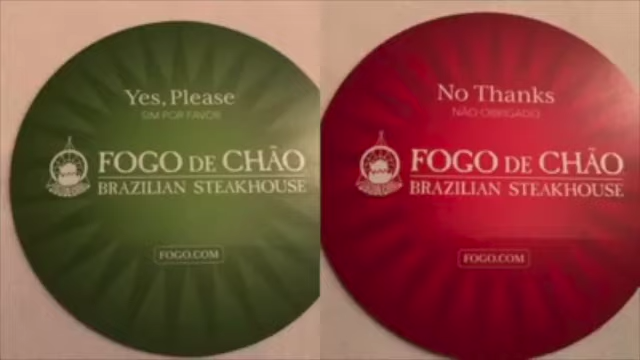 Yes, Please
SIM POR FAVOR
FOGO DE CHÃO
BRAZILIAN STEAKHOUSE
FOGO.COM
No Thanks
NÃO OBRIGADO
FOGO DE CHÃO
BRAZILIAN STEAKHOUSE
FOGO.COM